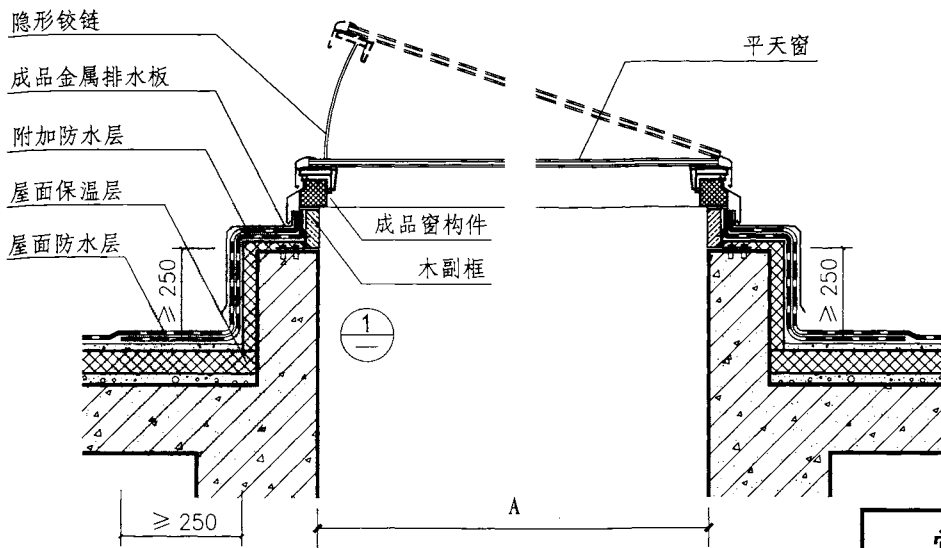 隐形铰链
平天窗
成品金属排水板
附加防水层
屋面保温层
成品窗构件
屋面防水层
木副框
≥250
≥250
1
A
≥250